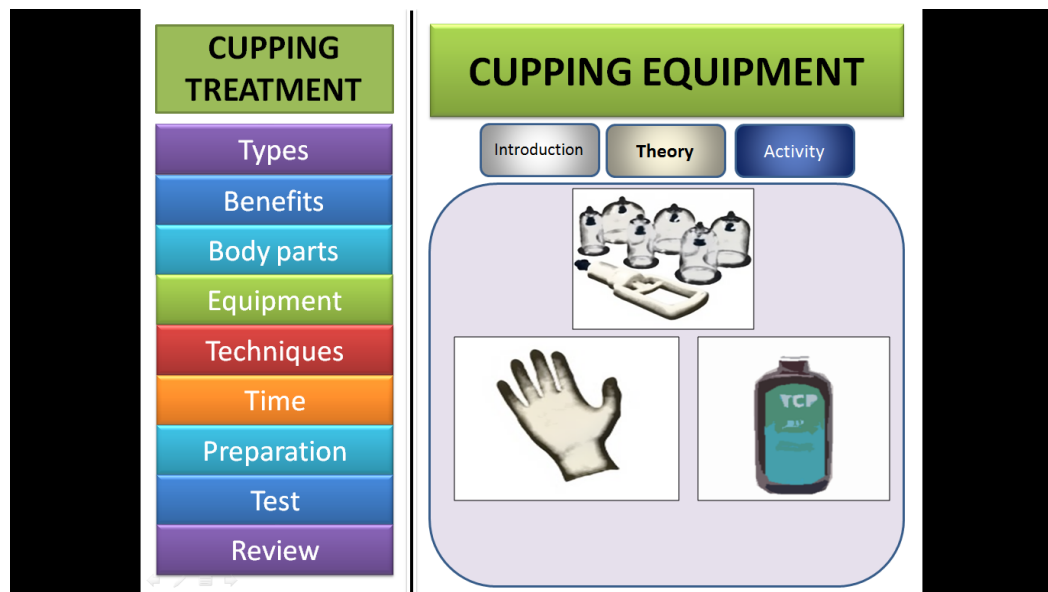 CUPPING
TREATMENT
Types
Benefits
Body parts
Equipment
Techniques
Time
Preparation
Test
Review
CUPPING EQUIPMENT
Introduction
Theory
Activity
TCP